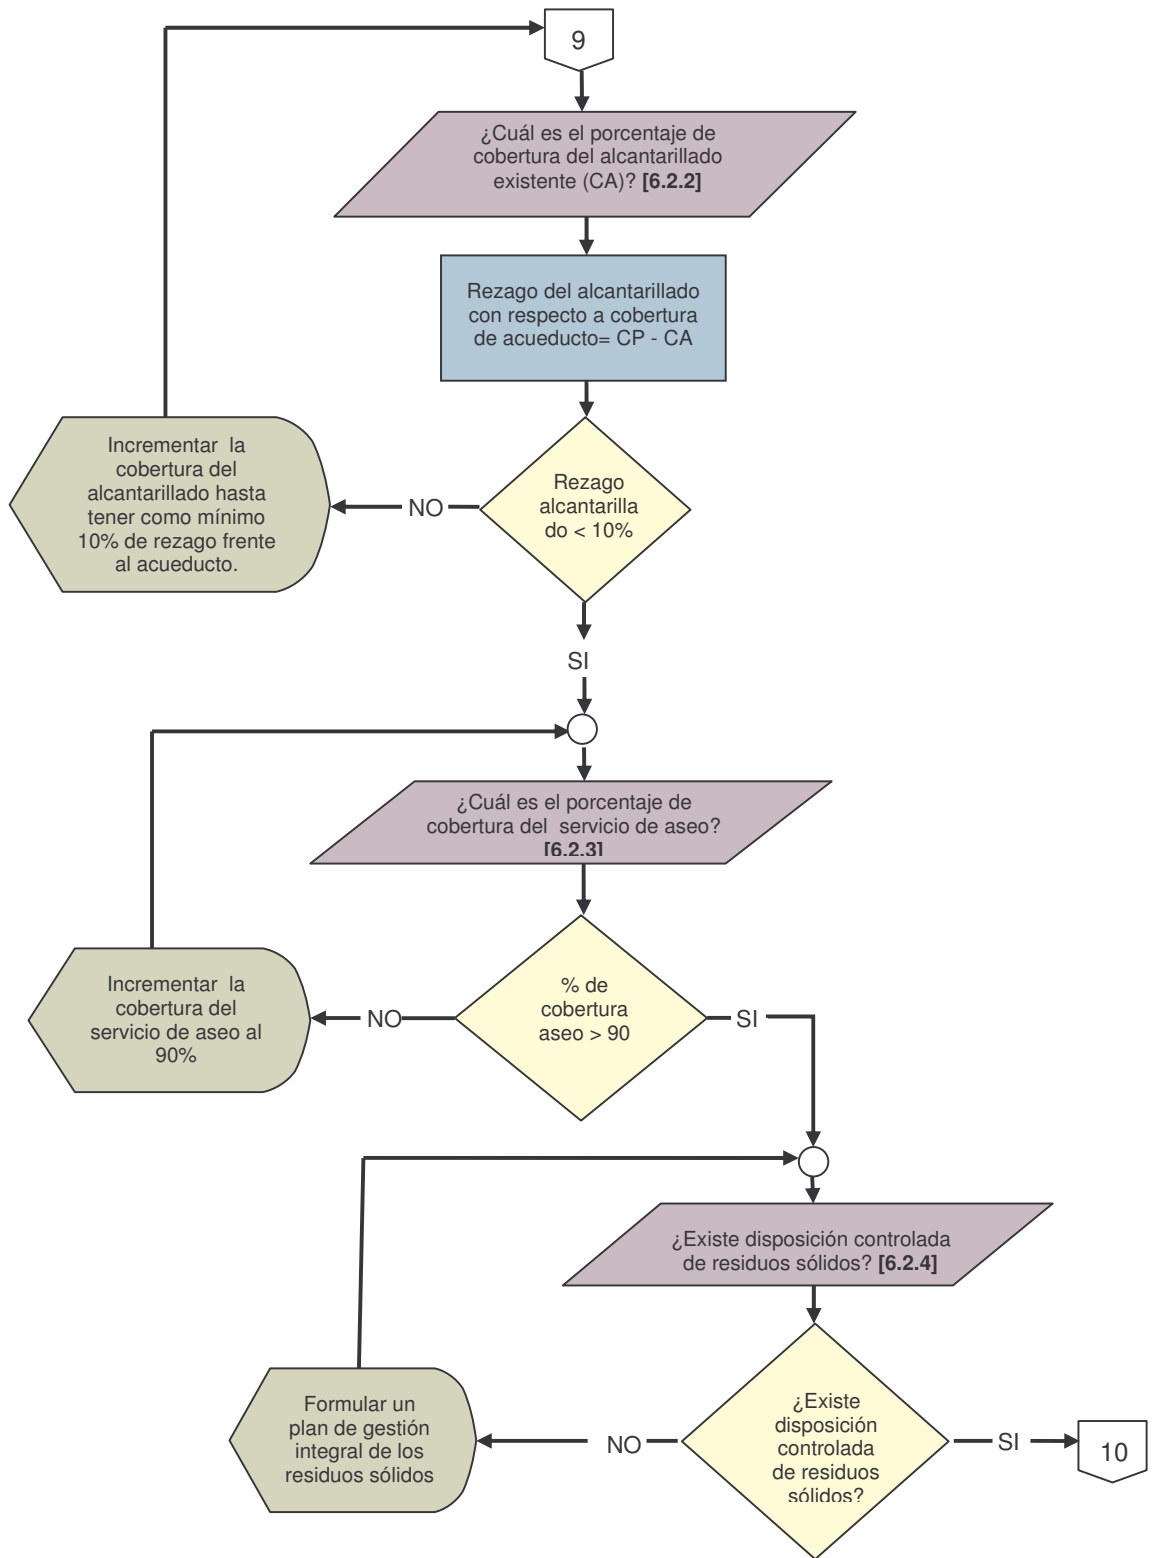 9
¿Cuál es el porcentaje de
cobertura del alcantarillado
existente (CA)? [6.2.2]
Rezago del alcantarillado
con respecto a cobertura
de acueducto= CP - CA
Incrementar  la
cobertura del
alcantarillado hasta
tener como mínimo
10% de rezago frente
al acueducto.
NO
Rezago
alcantarilla
do < 10%
SI
¿Cuál es el porcentaje de
cobertura del  servicio de aseo?
[6.2.3]
Incrementar  la
cobertura del
servicio de aseo al
90%
NO
% de
cobertura
aseo > 90
SI
¿Existe disposición controlada
de residuos sólidos? [6.2.4]
Formular un
plan de gestión
integral de los
residuos sólidos
NO
¿Existe
disposición
controlada
de residuos
sólidos?
SI
10